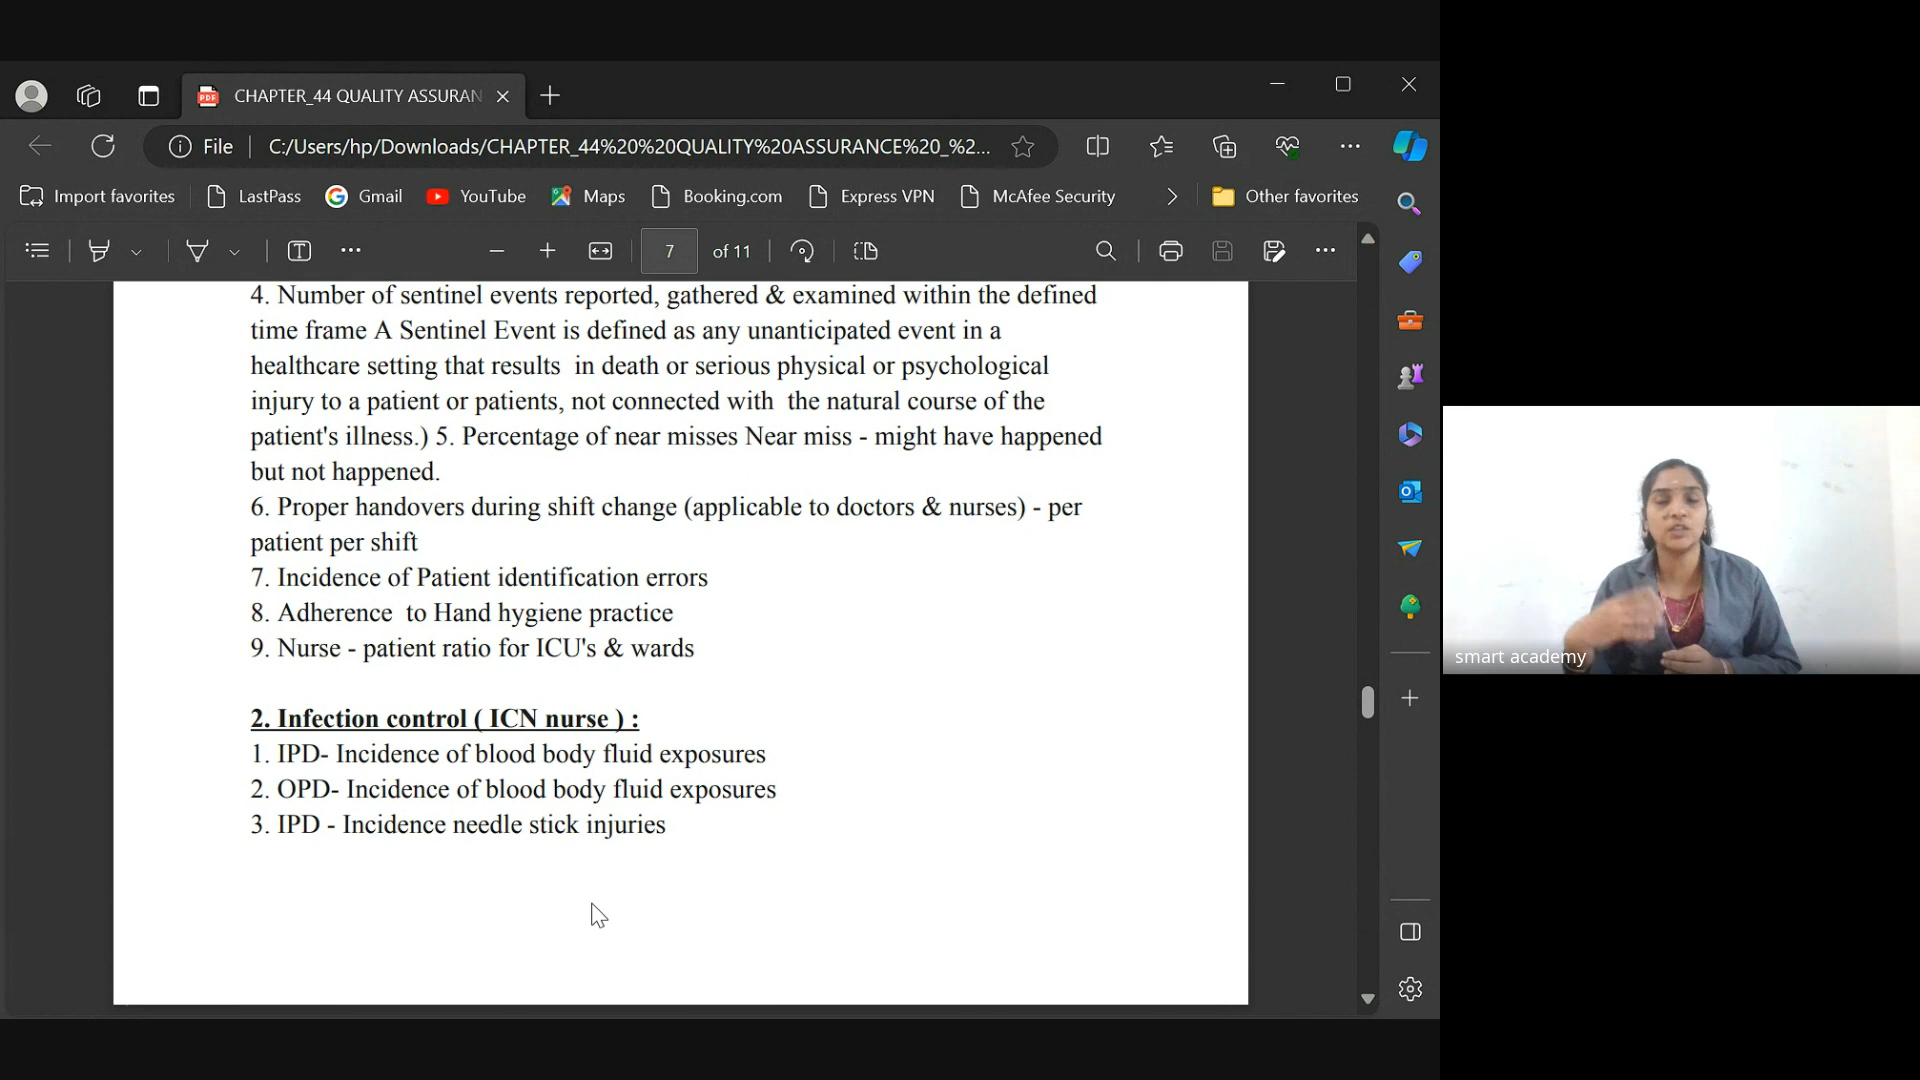 CHAPTER_44 QUALITY ASSURAN
File
C:/Users/hp/Downloads/CHAPTER_44%20%20QUALITY%20ASSURANCE%20_%2...
Import favorites
LastPass
Gmail
YouTube
Maps
Booking.com
Express VPN
McAfee Security
Other favorites
7 of 11
4. Number of sentinel events reported, gathered & examined within the defined
time frame A Sentinel Event is defined as any unanticipated event in a
healthcare setting that results  in death or serious physical or psychological
injury to a patient or patients, not connected with  the natural course of the
patient's illness.) 5. Percentage of near misses Near miss - might have happened
but not happened.
6. Proper handovers during shift change (applicable to doctors & nurses) - per
patient per shift
7. Incidence of Patient identification errors
8. Adherence  to Hand hygiene practice
9. Nurse - patient ratio for ICU's & wards
2. Infection control ( ICN nurse ) :
1. IPD- Incidence of blood body fluid exposures
2. OPD- Incidence of blood body fluid exposures
3. IPD - Incidence needle stick injuries
smart academy